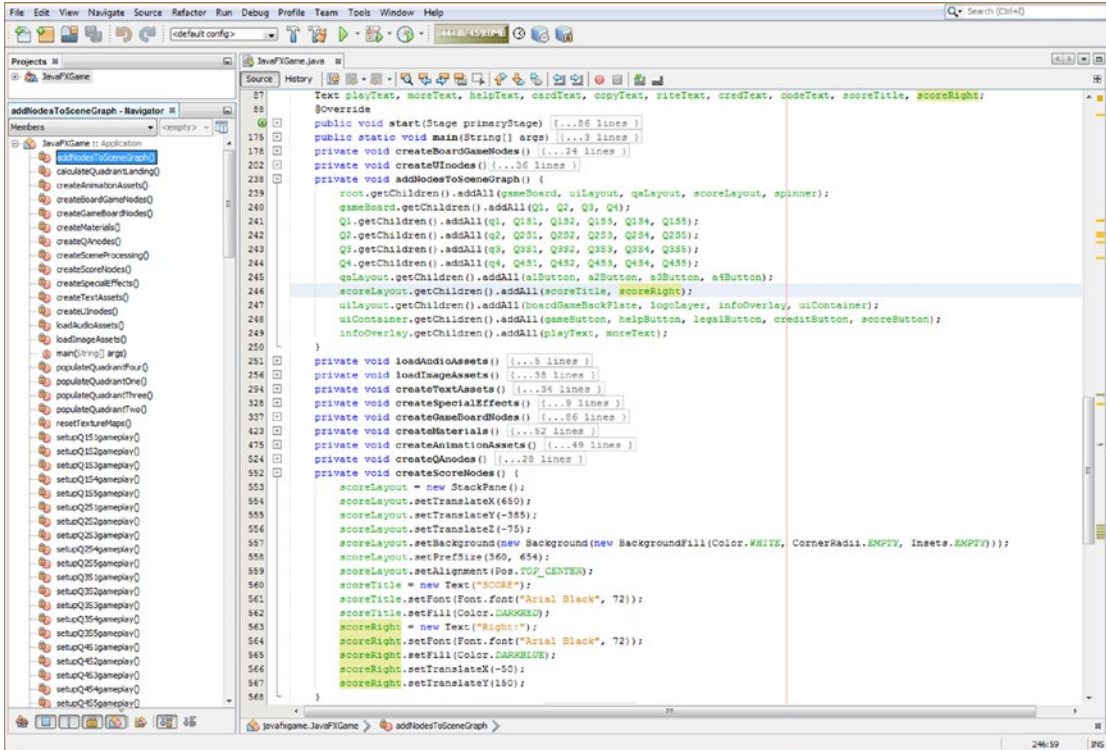 File Edit View Navigate Source Refactor Run Debug Profile Team Tools Window Help
Search (Ctrl+I)
<default config>
Projects
JavaFXGame
addNodesToSceneGraph - Navigator
Members
<empty>
JavaFXGame :: Application
addNodesToSceneGraph()
calculateQuadrantLanding()
createAnimationAssets()
createBoardGameNodes()
createGameBoardNodes()
createMaterials()
createQAnodes()
createSceneProcessing()
createScoreNodes()
createSpecialEffects()
createTextAssets()
createUInodes()
loadAudioAssets()
loadImageAssets()
main(String[] args)
populateQuadrantFour()
populateQuadrantOne()
populateQuadrantThree()
populateQuadrantTwo()
resetTextureMaps()
setupQ1S1gameplay()
setupQ1S2gameplay()
setupQ1S3gameplay()
setupQ1S4gameplay()
setupQ1S5gameplay()
setupQ2S1gameplay()
setupQ2S2gameplay()
setupQ2S3gameplay()
setupQ2S4gameplay()
setupQ2S5gameplay()
setupQ3S1gameplay()
setupQ3S2gameplay()
setupQ3S3gameplay()
setupQ3S4gameplay()
setupQ3S5gameplay()
setupQ4S1gameplay()
setupQ4S2gameplay()
setupQ4S3gameplay()
setupQ4S4gameplay()
setupQ4S5gameplay()
JavaFXGame.java
Source History
87 Text playText, moreText, helpText, cardText, copyText, riteText, credText, codeText, scoreTitle, scoreRight;
88 @Override
public void start(Stage primaryStage) {...86 lines }
175 public static void main(String[] args) {...3 lines }
178 private void createBoardGameNodes() {...24 lines }
202 private void createUInodes() {...36 lines }
238 private void addNodesToSceneGraph() {
239 root.getChildren().addAll(gameBoard, uiLayout, qaLayout, scoreLayout, spinner);
240 gameBoard.getChildren().addAll(Q1, Q2, Q3, Q4);
241 Q1.getChildren().addAll(q1, Q1S1, Q1S2, Q1S3, Q1S4, Q1S5);
242 Q2.getChildren().addAll(q2, Q2S1, Q2S2, Q2S3, Q2S4, Q2S5);
243 Q3.getChildren().addAll(q3, Q3S1, Q3S2, Q3S3, Q3S4, Q3S5);
244 Q4.getChildren().addAll(q4, Q4S1, Q4S2, Q4S3, Q4S4, Q4S5);
245 qaLayout.getChildren().addAll(a1Button, a2Button, a3Button, a4Button);
246 scoreLayout.getChildren().addAll(scoreTitle, scoreRight);
247 uiLayout.getChildren().addAll(boardGameBackPlate, logoLayer, infoOverlay, uiContainer);
248 uiContainer.getChildren().addAll(gameButton, helpButton, legalButton, creditButton, scoreButton);
249 infoOverlay.getChildren().addAll(playText, moreText);
250 }
251 private void loadAudioAssets() {...5 lines }
256 private void loadImageAssets() {...38 lines }
294 private void createTextAssets() {...34 lines }
328 private void createSpecialEffects() {...9 lines }
337 private void createGameBoardNodes() {...86 lines }
423 private void createMaterials() {...52 lines }
475 private void createAnimationAssets() {...49 lines }
524 private void createQAnodes() {...28 lines }
552 private void createScoreNodes() {
553 scoreLayout = new StackPane();
554 scoreLayout.setTranslateX(650);
555 scoreLayout.setTranslateY(-385);
556 scoreLayout.setTranslateZ(-75);
557 scoreLayout.setBackground(new Background(new BackgroundFill(Color.WHITE, CornerRadii.EMPTY, Insets.EMPTY)));
558 scoreLayout.setPrefSize(360, 654);
559 scoreLayout.setAlignment(Pos.TOP_CENTER);
560 scoreTitle = new Text("SCORE");
561 scoreTitle.setFont(Font.font("Arial Black", 72));
562 scoreTitle.setFill(Color.DARKRED);
563 scoreRight = new Text("Right:");
564 scoreRight.setFont(Font.font("Arial Black", 72));
565 scoreRight.setFill(Color.DARKBLUE);
566 scoreRight.setTranslateX(-50);
567 scoreRight.setTranslateY(150);
568 }
javafxgame.JavaFXGame
addNodesToSceneGraph
246:59
INS